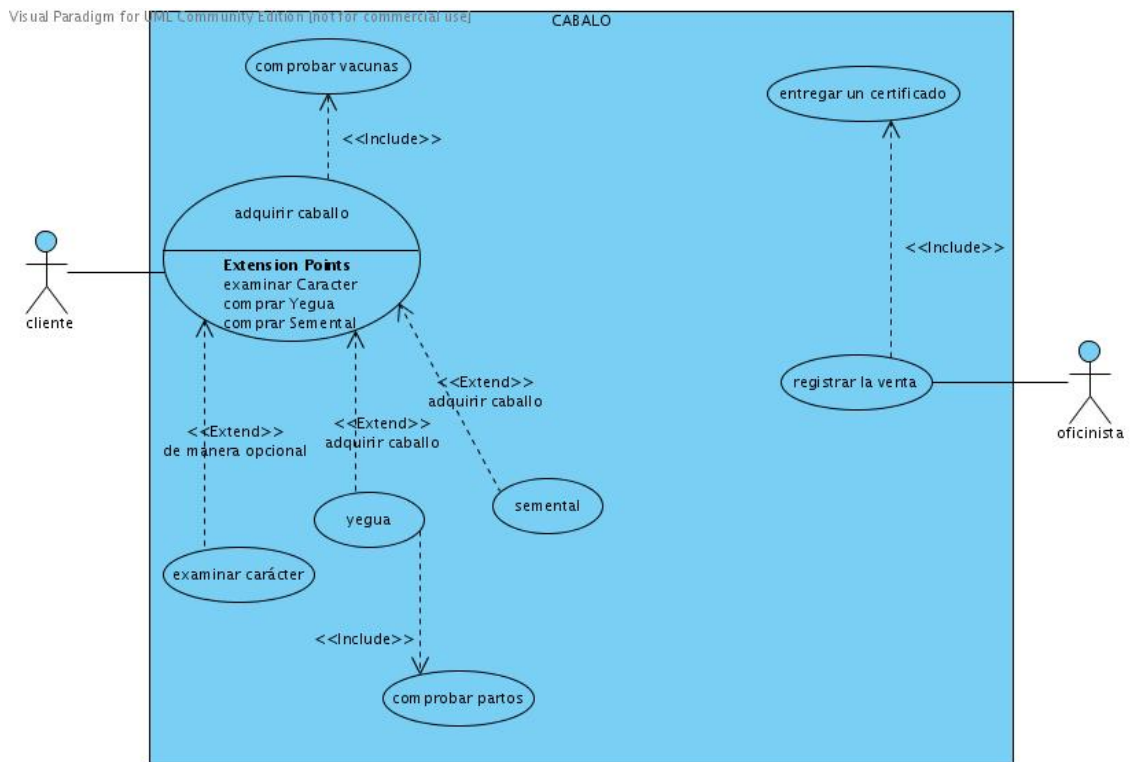 Visual Paradigm for UML Community Edition [not for commercial use]
CABALO
comprobar vacunas
entregar un certificado
<<Include>>
adquirir caballo
<<Include>>
Extension Points
examinar Caracter
comprar Yegua
comprar Semental
cliente
registrar la venta
<<Extend>>
adquirir caballo
oficinista
<<Extend>>
de manera opcional
<<Extend>>
adquirir caballo
semental
yegua
examinar carácter
<<Include>>
comprobar partos